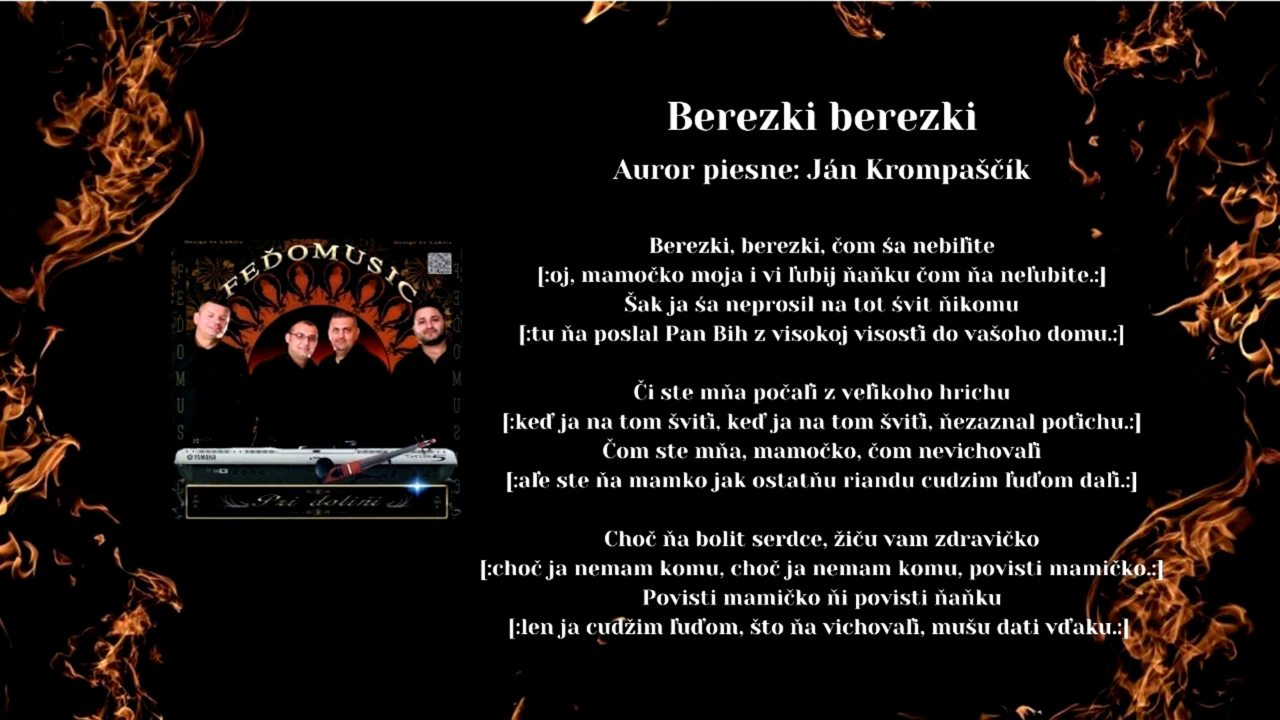 Berezki berezki
Auror piesne: Ján Krompaščík
Berezki, berezki, čom śa nebiľite
[:oj, mamočko moja i vi ľubij ňaňku čom ňa neľubite.:]
Šak ja śa neprosil na tot śvit ňikomu
[:tu ňa poslal Pan Bih z visokoj visosťi do vašoho domu.:]
Či ste mňa počaľi z veľikoho hrichu
[:keď ja na tom šviťi, keď ja na tom šviťi, ňezaznal poťichu.:]
Čom ste mňa, mamočko, čom nevichovaľi
[:aľe ste ňa mamko jak ostatňu riandu cudzim ľuďom daľi.:]
Choč ňa bolit serdce, žiču vam zdravičko
[:choč ja nemam komu, choč ja nemam komu, povisti mamičko.:]
Povisti mamičko ňi povisti ňaňku
[:len ja cudžim ľuďom, što ňa vichovaľi, mušu dati vďaku.:]
FEĎOMUSIC
YAMAHA
Pri doliňi